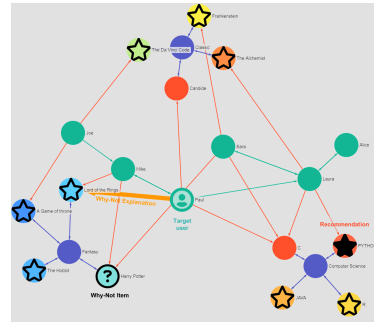 Frankenstein
The Da Vinci Code
Classic
The Alchemist
Candide
Joe
Sara
Alice
Mike
Laura
Lord of the Rings
Why-Not Explanation
Paul
Target
user
A Game of throne
Recommendation
Fantasy
C
PYTHO
The Hobbit
?
Harry Potter
Computer Science
Why-Not Item
JAVA
R